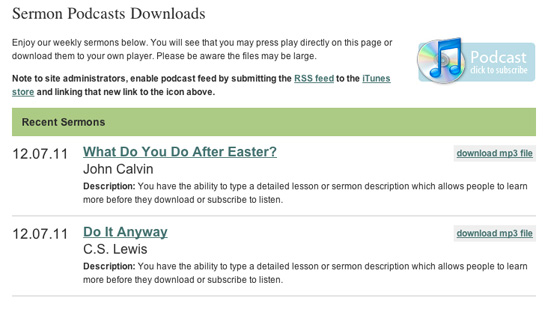 Sermon Podcasts Downloads
Enjoy our weekly sermons below. You will see that you may press play directly on this page or
download them to your own player. Please be aware the files may be large.
Podcast
click to subscribe
Note to site administrators, enable podcast feed by submitting the RSS feed to the iTunes
store and linking that new link to the icon above.
Recent Sermons
12.07.11 What Do You Do After Easter? download mp3 file
John Calvin
Description: You have the ability to type a detailed lesson or sermon description which allows people to learn
more before they download or subscribe to listen.
12.07.11 Do It Anyway download mp3 file
C.S. Lewis
Description: You have the ability to type a detailed lesson or sermon description which allows people to learn
more before they download or subscribe to listen.